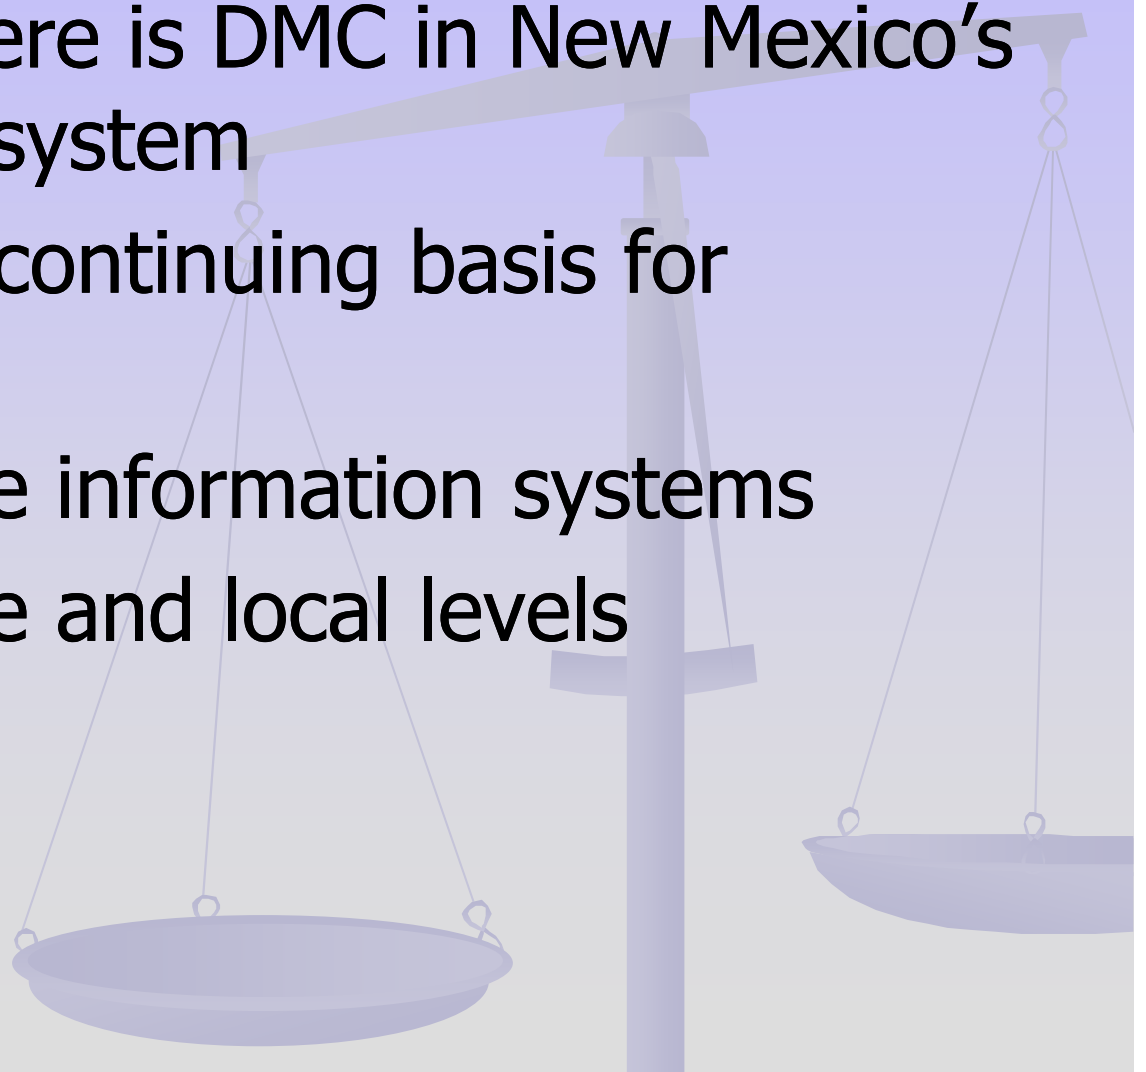 ere is DMC in New Mexico’s
system
continuing basis for
e information systems
e and local levels